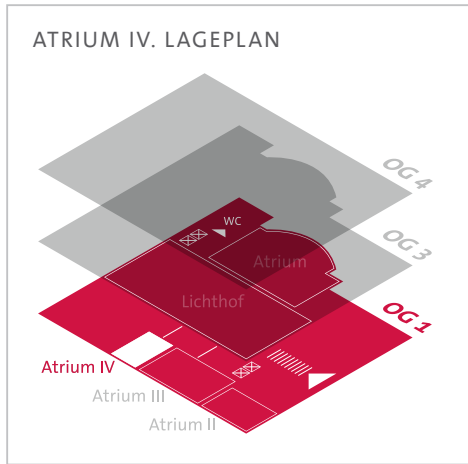 ATRIUM IV. LAGEPLAN
OG 4
OG 3
WC
Atrium
Lichthof
OG 1
Atrium IV
Atrium III
Atrium II